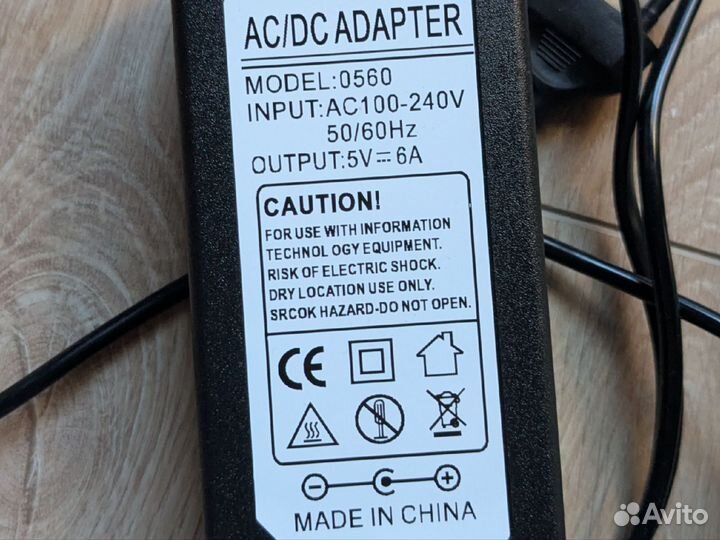 AC/DC ADAPTER
MODEL:0560
INPUT:AC100-240V
50/60Hz
OUTPUT:5V⎓6A
CAUTION!
FOR USE WITH INFORMATION
TECHNOL OGY EQUIPMENT.
RISK OF ELECTRIC SHOCK.
DRY LOCATION USE ONLY.
SRCOK HAZARD-DO NOT OPEN.
CE
MADE IN CHINA
Avito